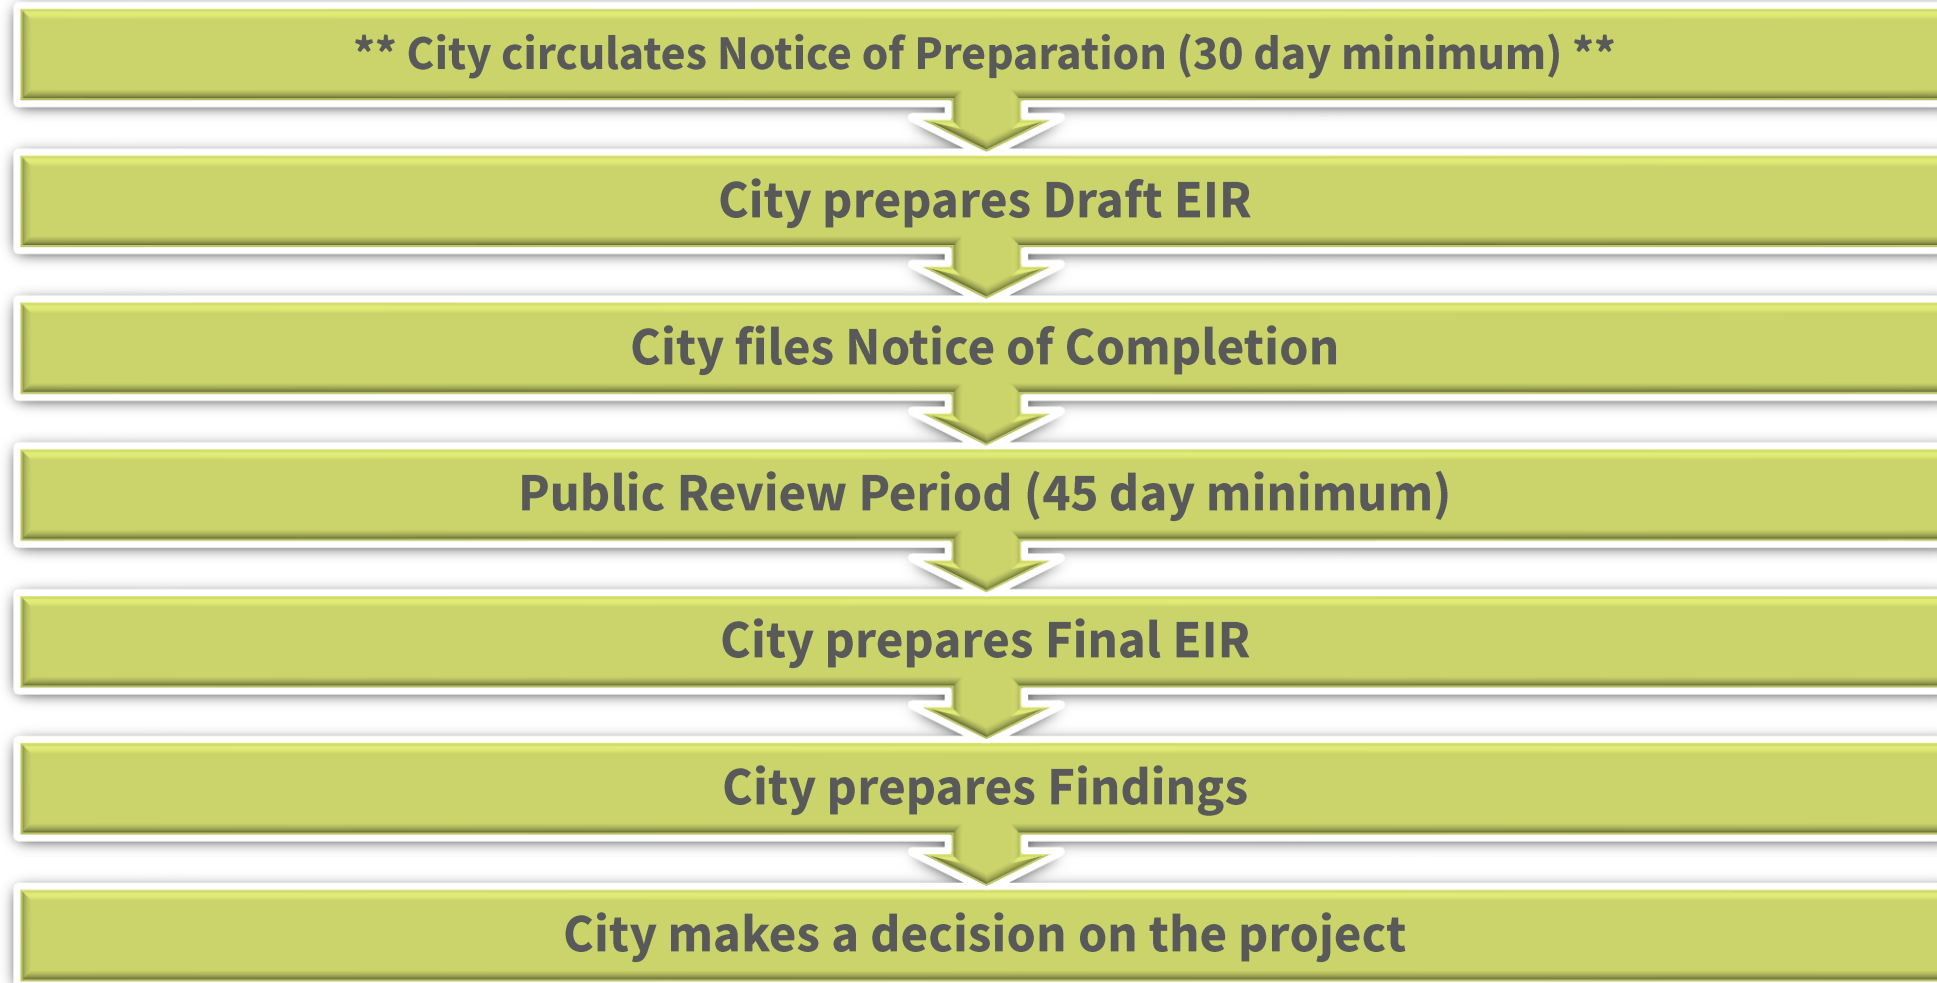 ** City circulates Notice of Preparation (30 day minimum) **
City prepares Draft EIR
City files Notice of Completion
Public Review Period (45 day minimum)
City prepares Final EIR
City prepares Findings
City makes a decision on the project